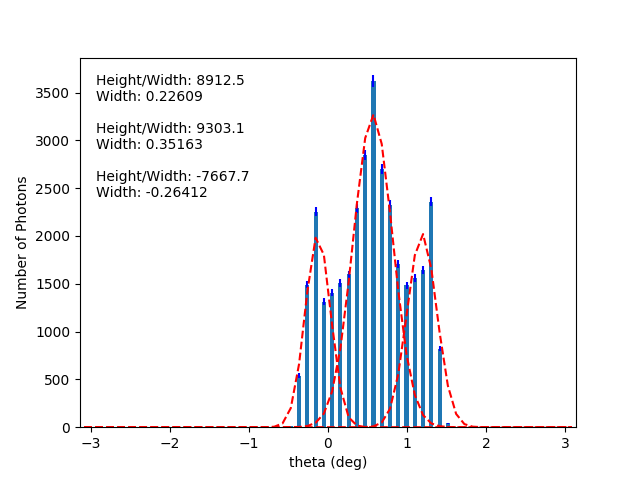 Height/Width: 8912.5
Width: 0.22609
Height/Width: 9303.1
Width: 0.35163
Height/Width: -7667.7
Width: -0.26412
Number of Photons
3500
3000
2500
2000
1500
1000
500
0
−3 −2 −1 0 1 2 3
theta (deg)